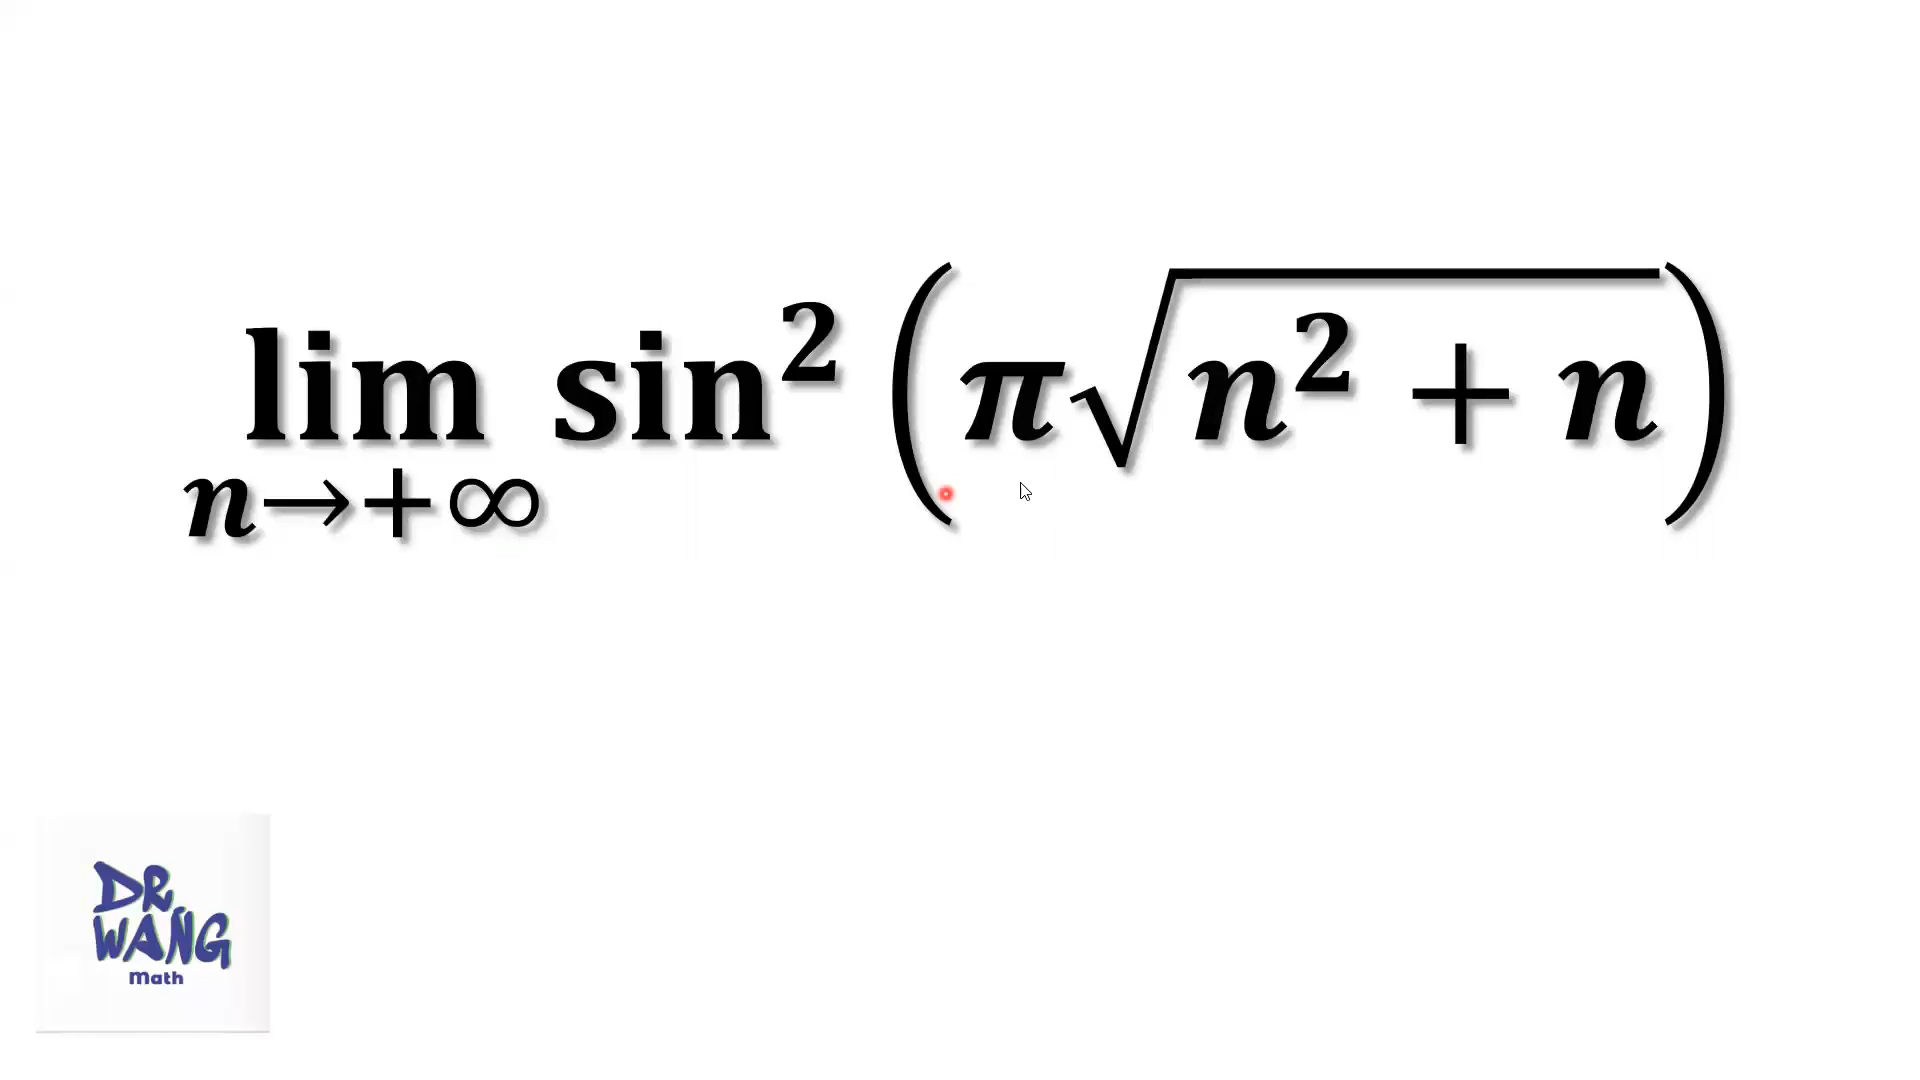 lim sin² (π√n² + n)
n→+∞
DR
WANG
Math